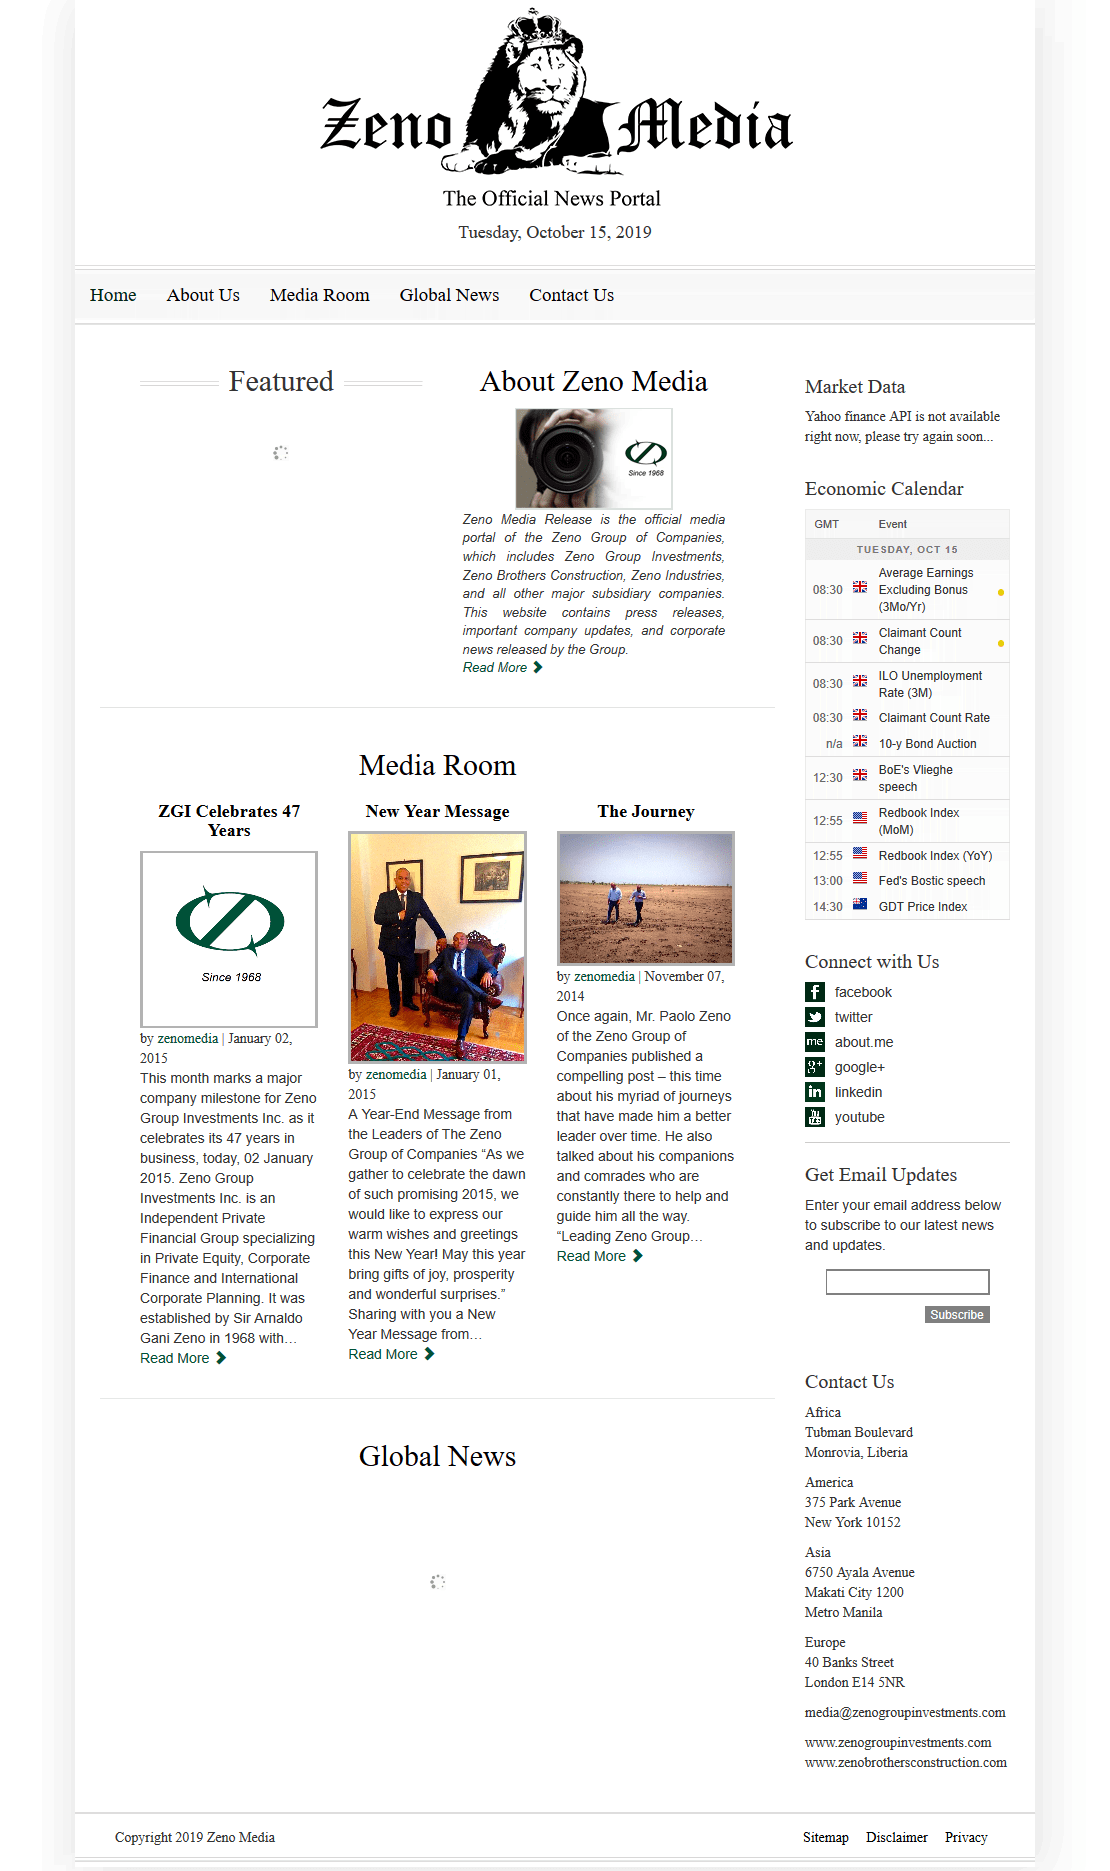 Zeno Media
The Official News Portal
Tuesday, October 15, 2019
Home About Us Media Room Global News Contact Us
Featured
About Zeno Media
Since 1968
Zeno Media Release is the official media
portal of the Zeno Group of Companies,
which includes Zeno Group Investments,
Zeno Brothers Construction, Zeno Industries,
and all other major subsidiary companies.
This website contains press releases,
important company updates, and corporate
news released by the Group.
Read More
Media Room
ZGI Celebrates 47
Years
Since 1968
by zenomedia | January 02,
2015
This month marks a major
company milestone for Zeno
Group Investments Inc. as it
celebrates its 47 years in
business, today, 02 January
2015. Zeno Group
Investments Inc. is an
Independent Private
Financial Group specializing
in Private Equity, Corporate
Finance and International
Corporate Planning. It was
established by Sir Arnaldo
Gani Zeno in 1968 with…
Read More
New Year Message
by zenomedia | January 01,
2015
A Year-End Message from
the Leaders of The Zeno
Group of Companies “As we
gather to celebrate the dawn
of such promising 2015, we
would like to express our
warm wishes and greetings
this New Year! May this year
bring gifts of joy, prosperity
and wonderful surprises.”
Sharing with you a New
Year Message from…
Read More
The Journey
by zenomedia | November 07,
2014
Once again, Mr. Paolo Zeno
of the Zeno Group of
Companies published a
compelling post – this time
about his myriad of journeys
that have made him a better
leader over time. He also
talked about his companions
and comrades who are
constantly there to help and
guide him all the way.
“Leading Zeno Group…
Read More
Global News
Market Data
Yahoo finance API is not available
right now, please try again soon...
Economic Calendar
GMT Event
TUESDAY, OCT 15
08:30 Average Earnings
Excluding Bonus
(3Mo/Yr)
08:30 Claimant Count
Change
08:30 ILO Unemployment
Rate (3M)
08:30 Claimant Count Rate
n/a 10-y Bond Auction
12:30 BoE's Vlieghe
speech
12:55 Redbook Index
(MoM)
12:55 Redbook Index (YoY)
13:00 Fed's Bostic speech
14:30 GDT Price Index
Connect with Us
facebook
twitter
me about.me
google+
in linkedin
youtube
Get Email Updates
Enter your email address below
to subscribe to our latest news
and updates.
Subscribe
Contact Us
Africa
Tubman Boulevard
Monrovia, Liberia
America
375 Park Avenue
New York 10152
Asia
6750 Ayala Avenue
Makati City 1200
Metro Manila
Europe
40 Banks Street
London E14 5NR
media@zenogroupinvestments.com
www.zenogroupinvestments.com
www.zenobrothersconstruction.com
Copyright 2019 Zeno Media
Sitemap Disclaimer Privacy